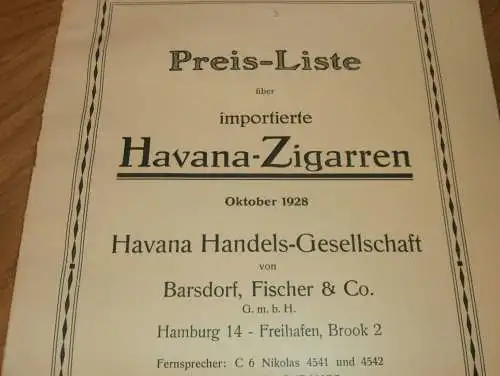 Preis-Liste
über
importierte
Havana-Zigarren
Oktober 1928
Havana Handels-Gesellschaft
von
Barsdorf, Fischer & Co.
G. m. b. H.
Hamburg 14 - Freihafen, Brook 2
Fernsprecher: C 6 Nikolas 4541 und 4542